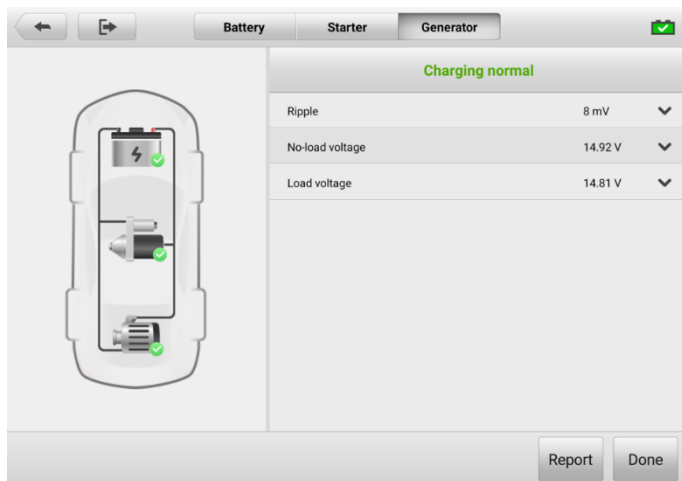 Battery Starter Generator
Charging normal
Ripple 8 mV
No-load voltage 14.92 V
Load voltage 14.81 V
Report Done